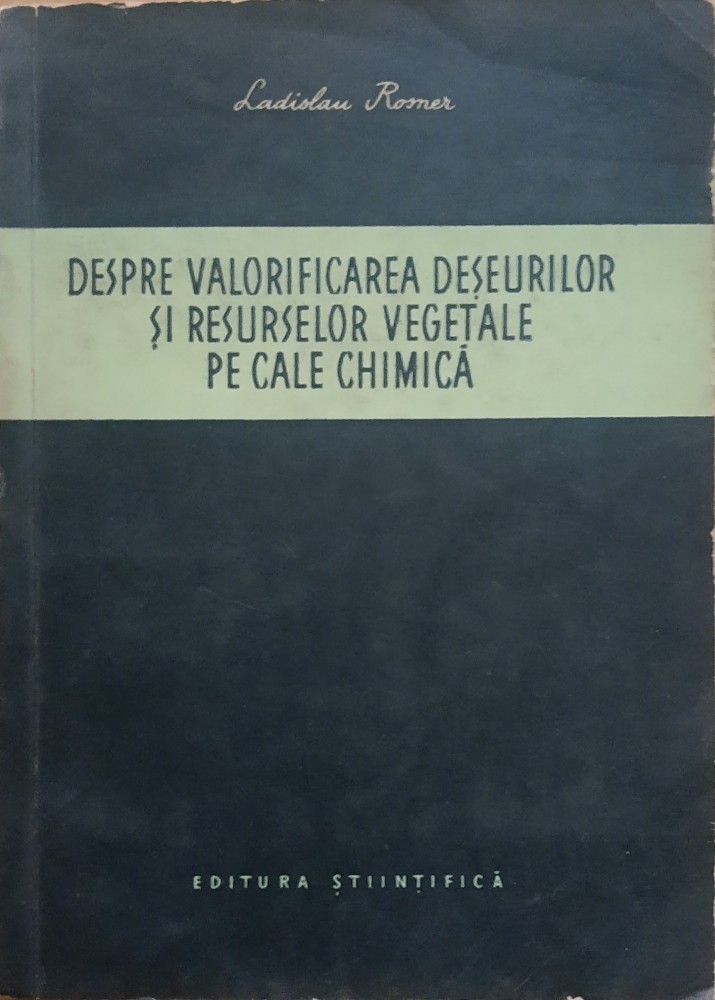 Ladislau Rosner
DESPRE VALORIFICAREA DEȘEURILOR
ȘI RESURSELOR VEGETALE
PE CALE CHIMICĂ
EDITURA ȘTIINȚIFICĂ